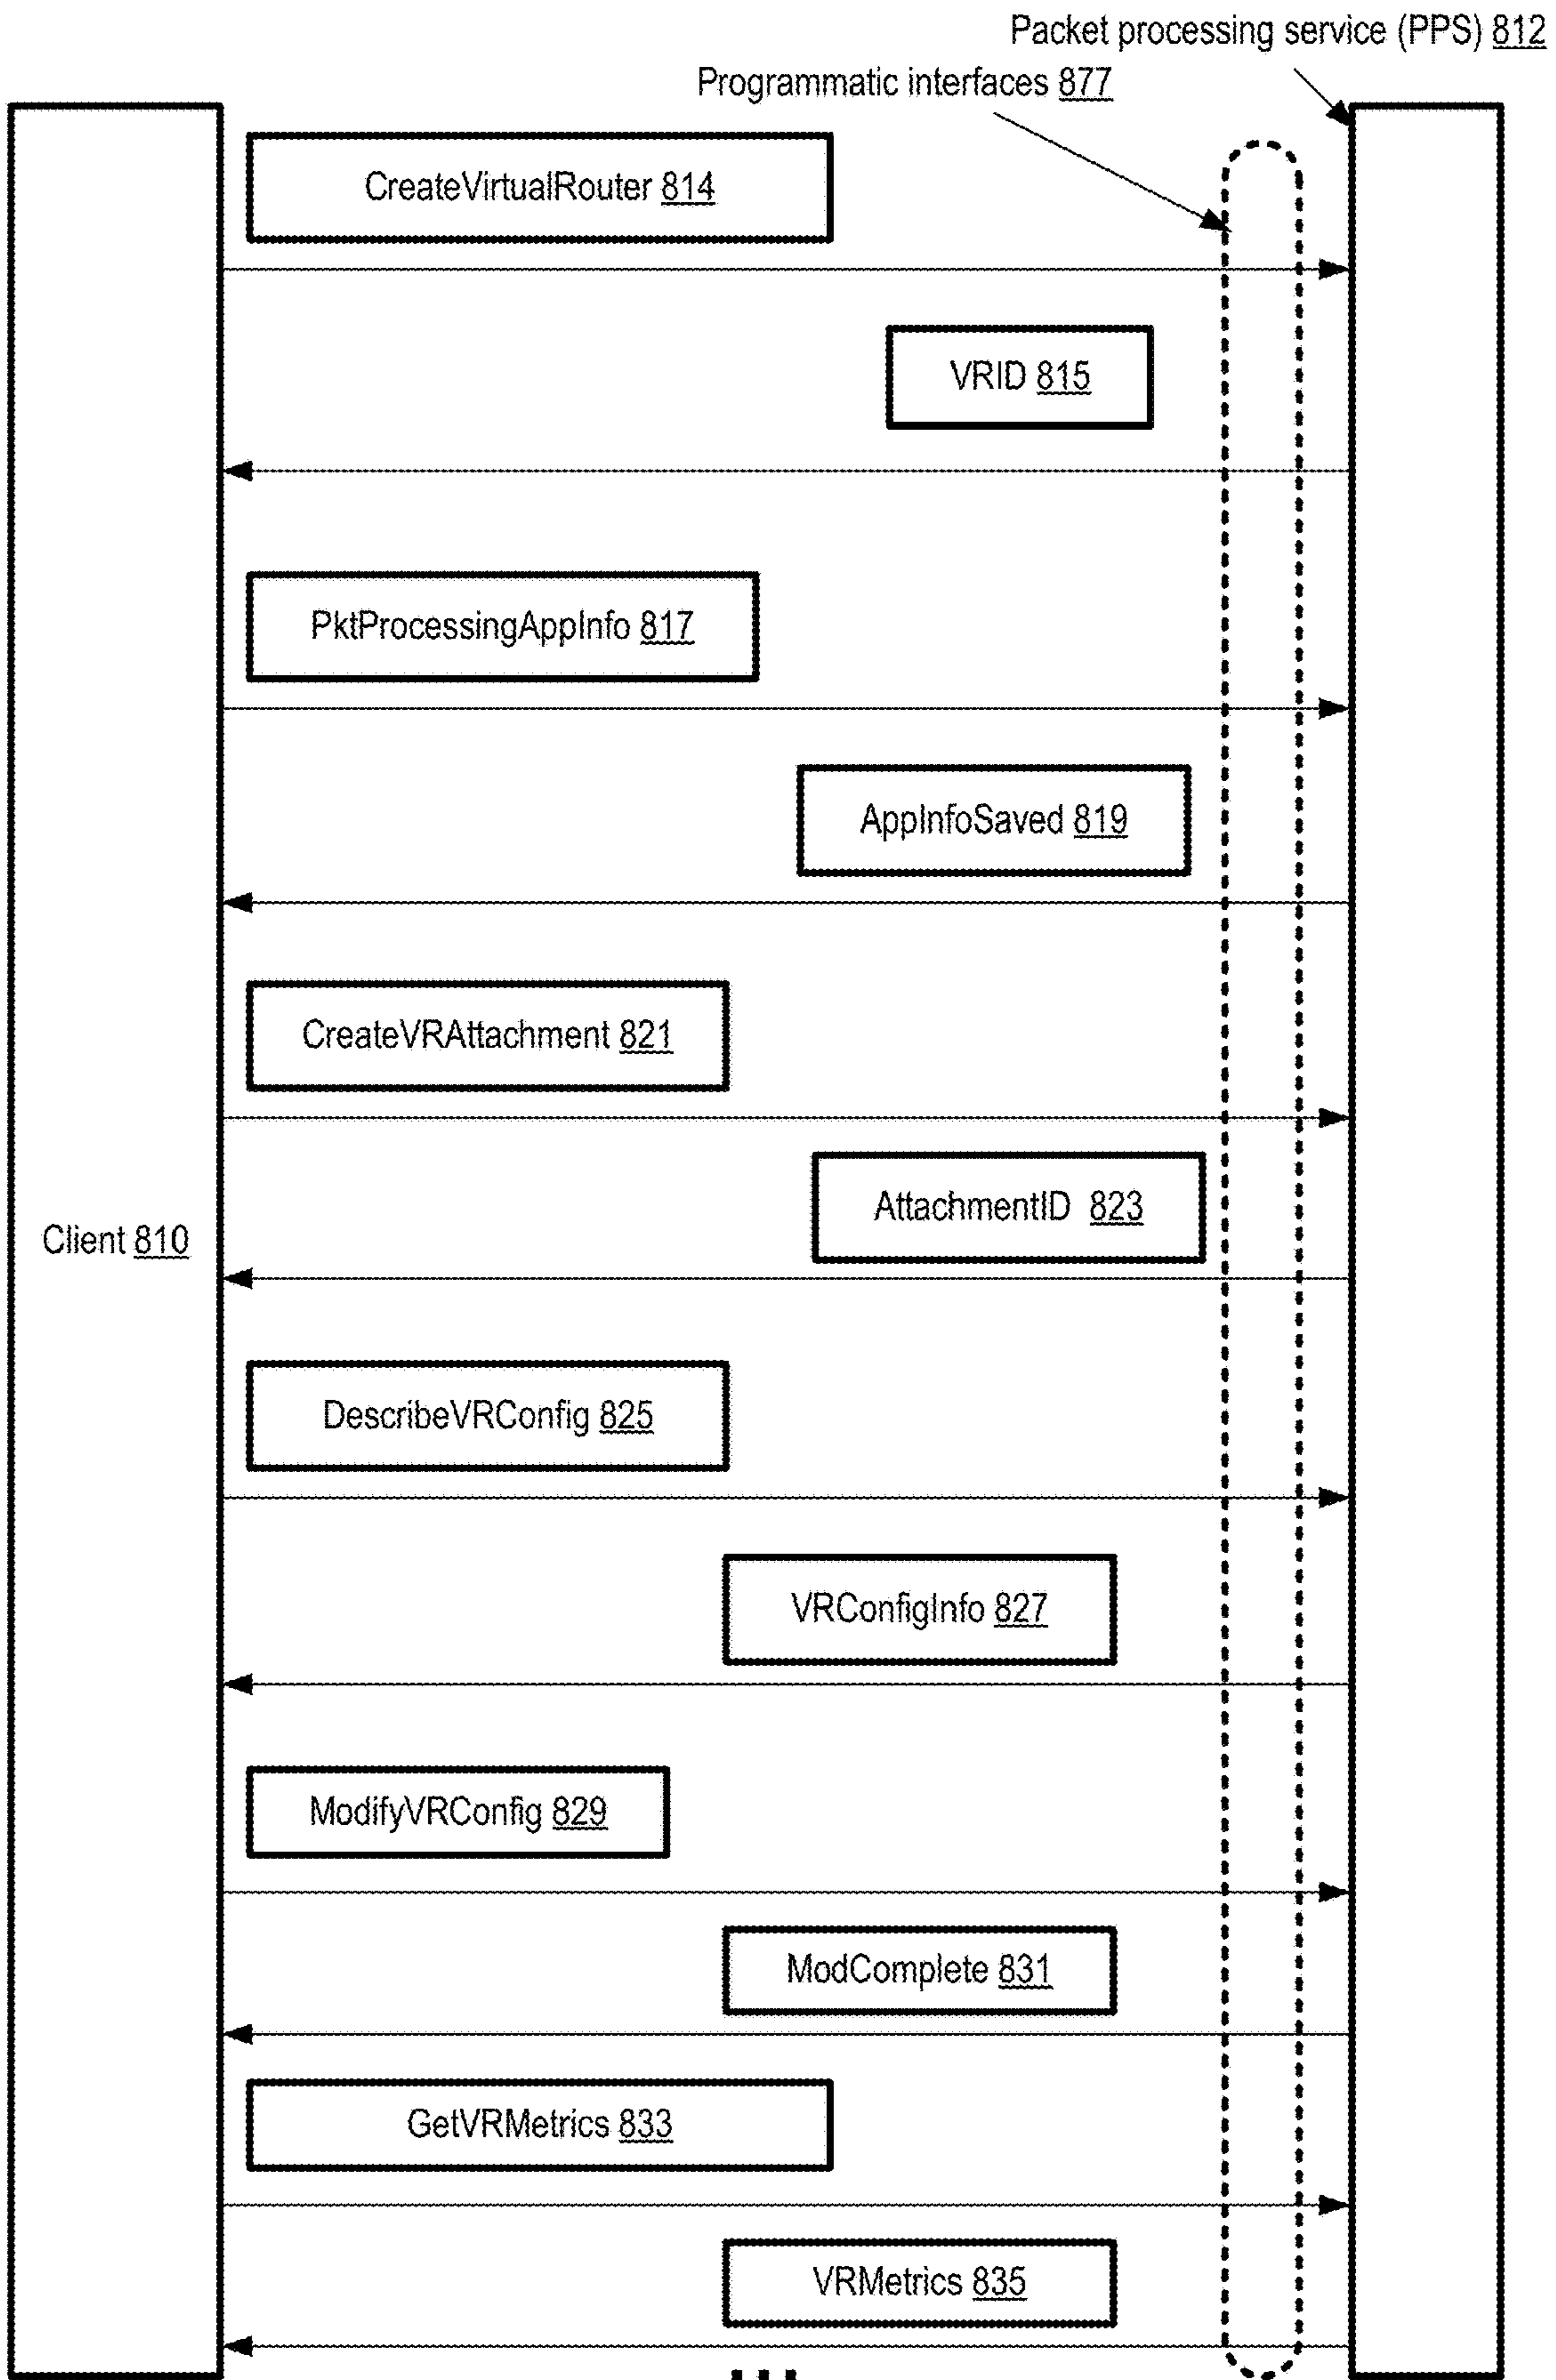 Packet processing service (PPS) 812
Programmatic interfaces 877
CreateVirtualRouter 814
VRID 815
PktProcessingAppInfo 817
AppInfoSaved 819
CreateVRAttachment 821
AttachmentID 823
Client 810
DescribeVRConfig 825
VRConfigInfo 827
ModifyVRConfig 829
ModComplete 831
GetVRMetrics 833
VRMetrics 835